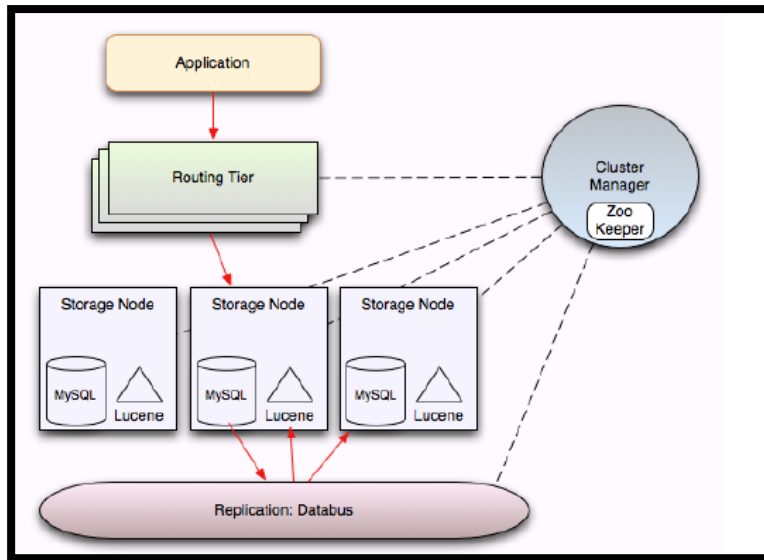 Application
Routing Tier
Cluster
Manager
Zoo
Keeper
Storage Node
Storage Node
Storage Node
MySQL
Lucene
MySQL
Lucene
MySQL
Lucene
Replication: Databus